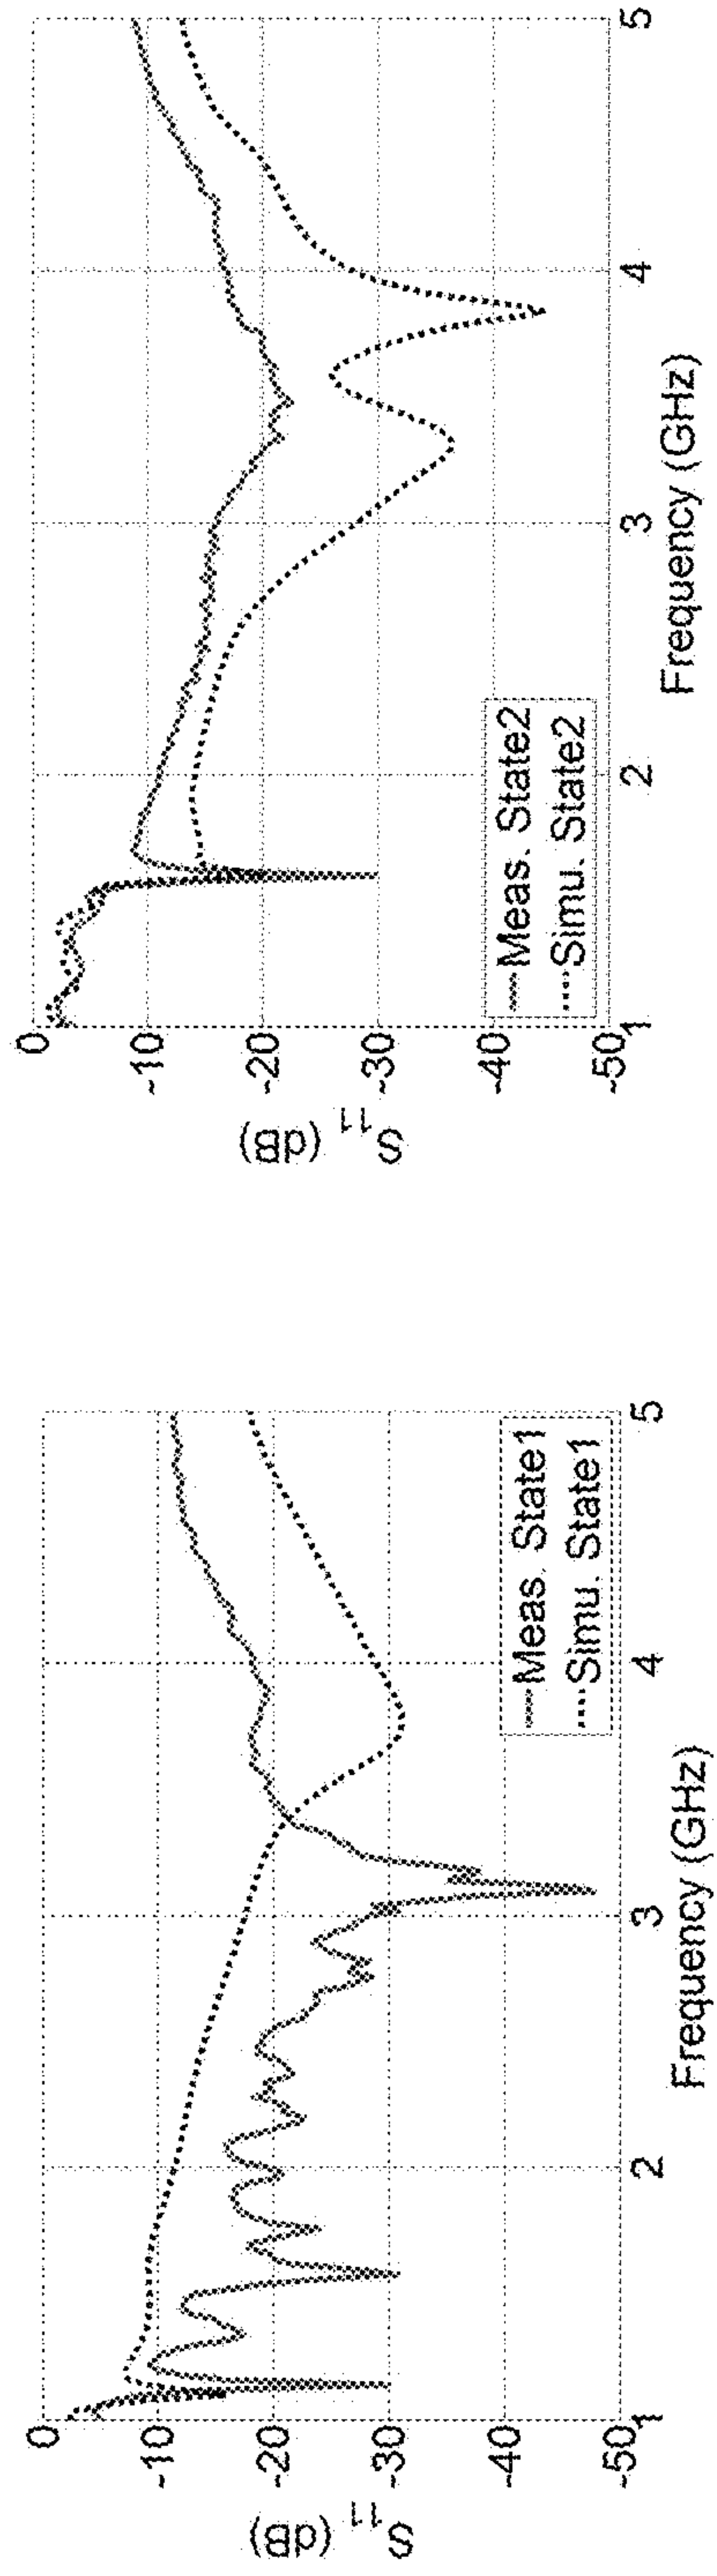 S11 (dB)
0
-10
-20
-30
-40
-50
1
2
3
4
5
Frequency (GHz)
Meas. State1
Simu. State1
S11 (dB)
0
-10
-20
-30
-40
-50
1
2
3
4
5
Frequency (GHz)
Meas. State2
Simu. State2